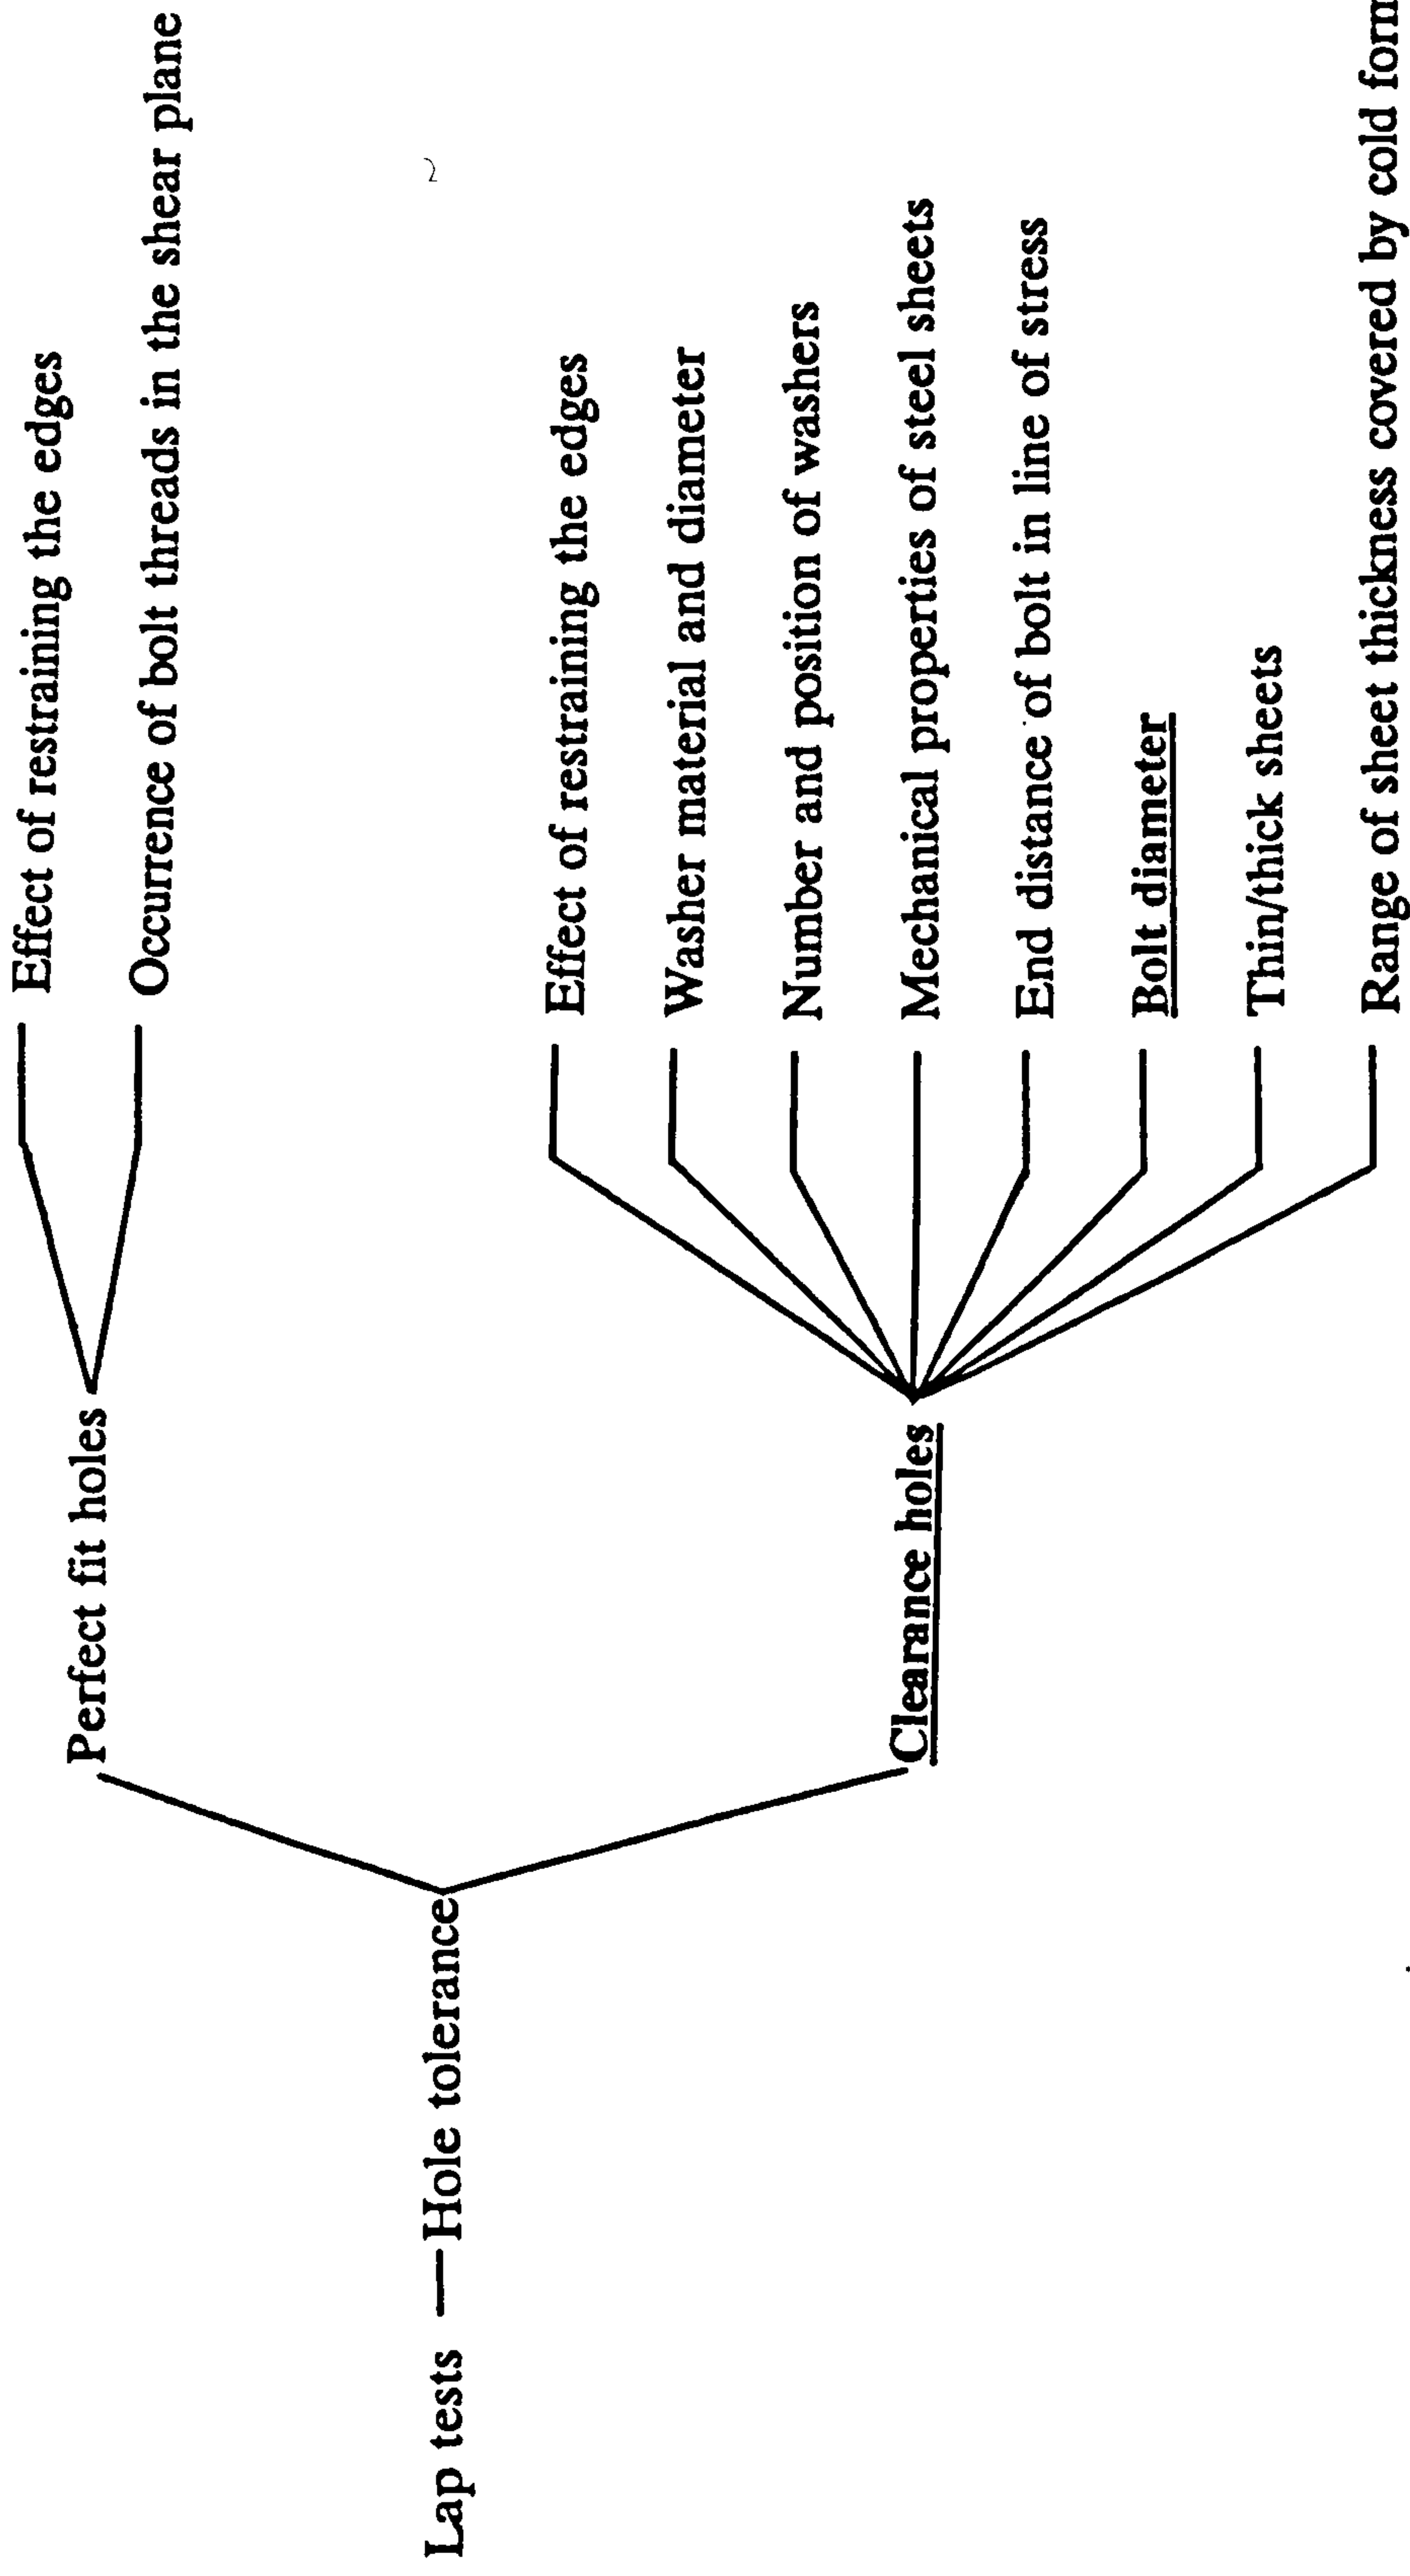 Effect of restraining the edges
Occurrence of bolt threads in the shear plane
Perfect fit holes
Lap tests — Hole tolerance
Effect of restraining the edges
Washer material and diameter
Number and position of washers
Mechanical properties of steel sheets
Clearance holes
End distance of bolt in line of stress
Bolt diameter
Thin/thick sheets
Range of sheet thickness covered by cold